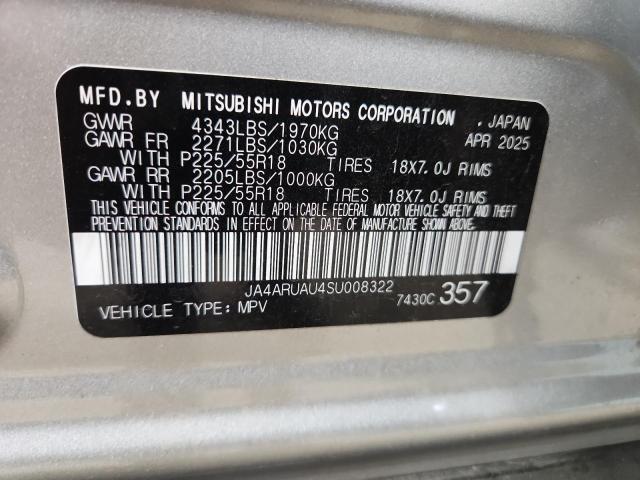 MFD.BY MITSUBISHI MOTORS CORPORATION . JAPAN
GVWR 4343LBS/1970KG APR 2025
GAWR FR 2271LBS/1030KG
WITH P225/55R18 TIRES 18X7.0J RIMS
GAWR RR 2205LBS/1000KG
WITH P225/55R18 TIRES 18X7.0J RIMS
THIS VEHICLE CONFORMS TO ALL APPLICABLE FEDERAL MOTOR VEHICLE SAFETY AND THEFT
PREVENTION STANDARDS IN EFFECT ON THE DATE OF MANUFACTURE SHOWN ABOVE.
JA4ARUAU4SU008322
VEHICLE TYPE: MPV 7430C 357